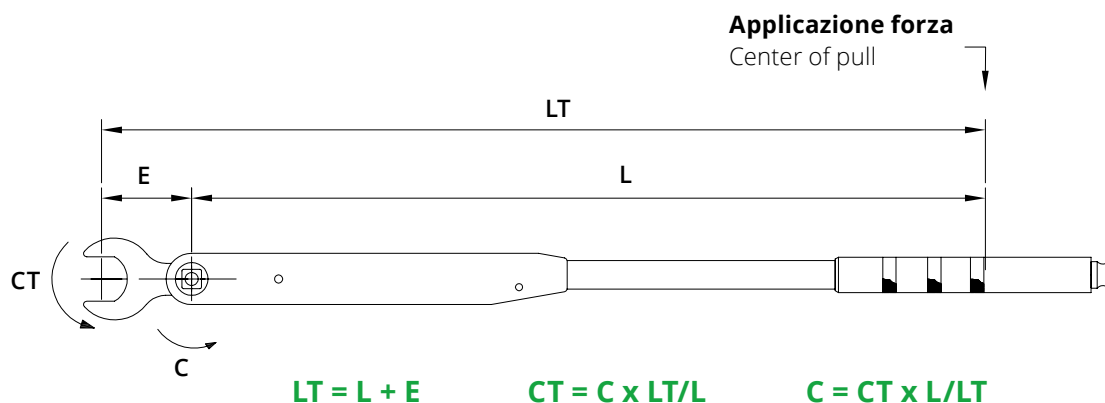 Applicazione forza
Center of pull
LT
E
L
CT
C
LT = L + E
CT = C x LT/L
C = CT x L/LT